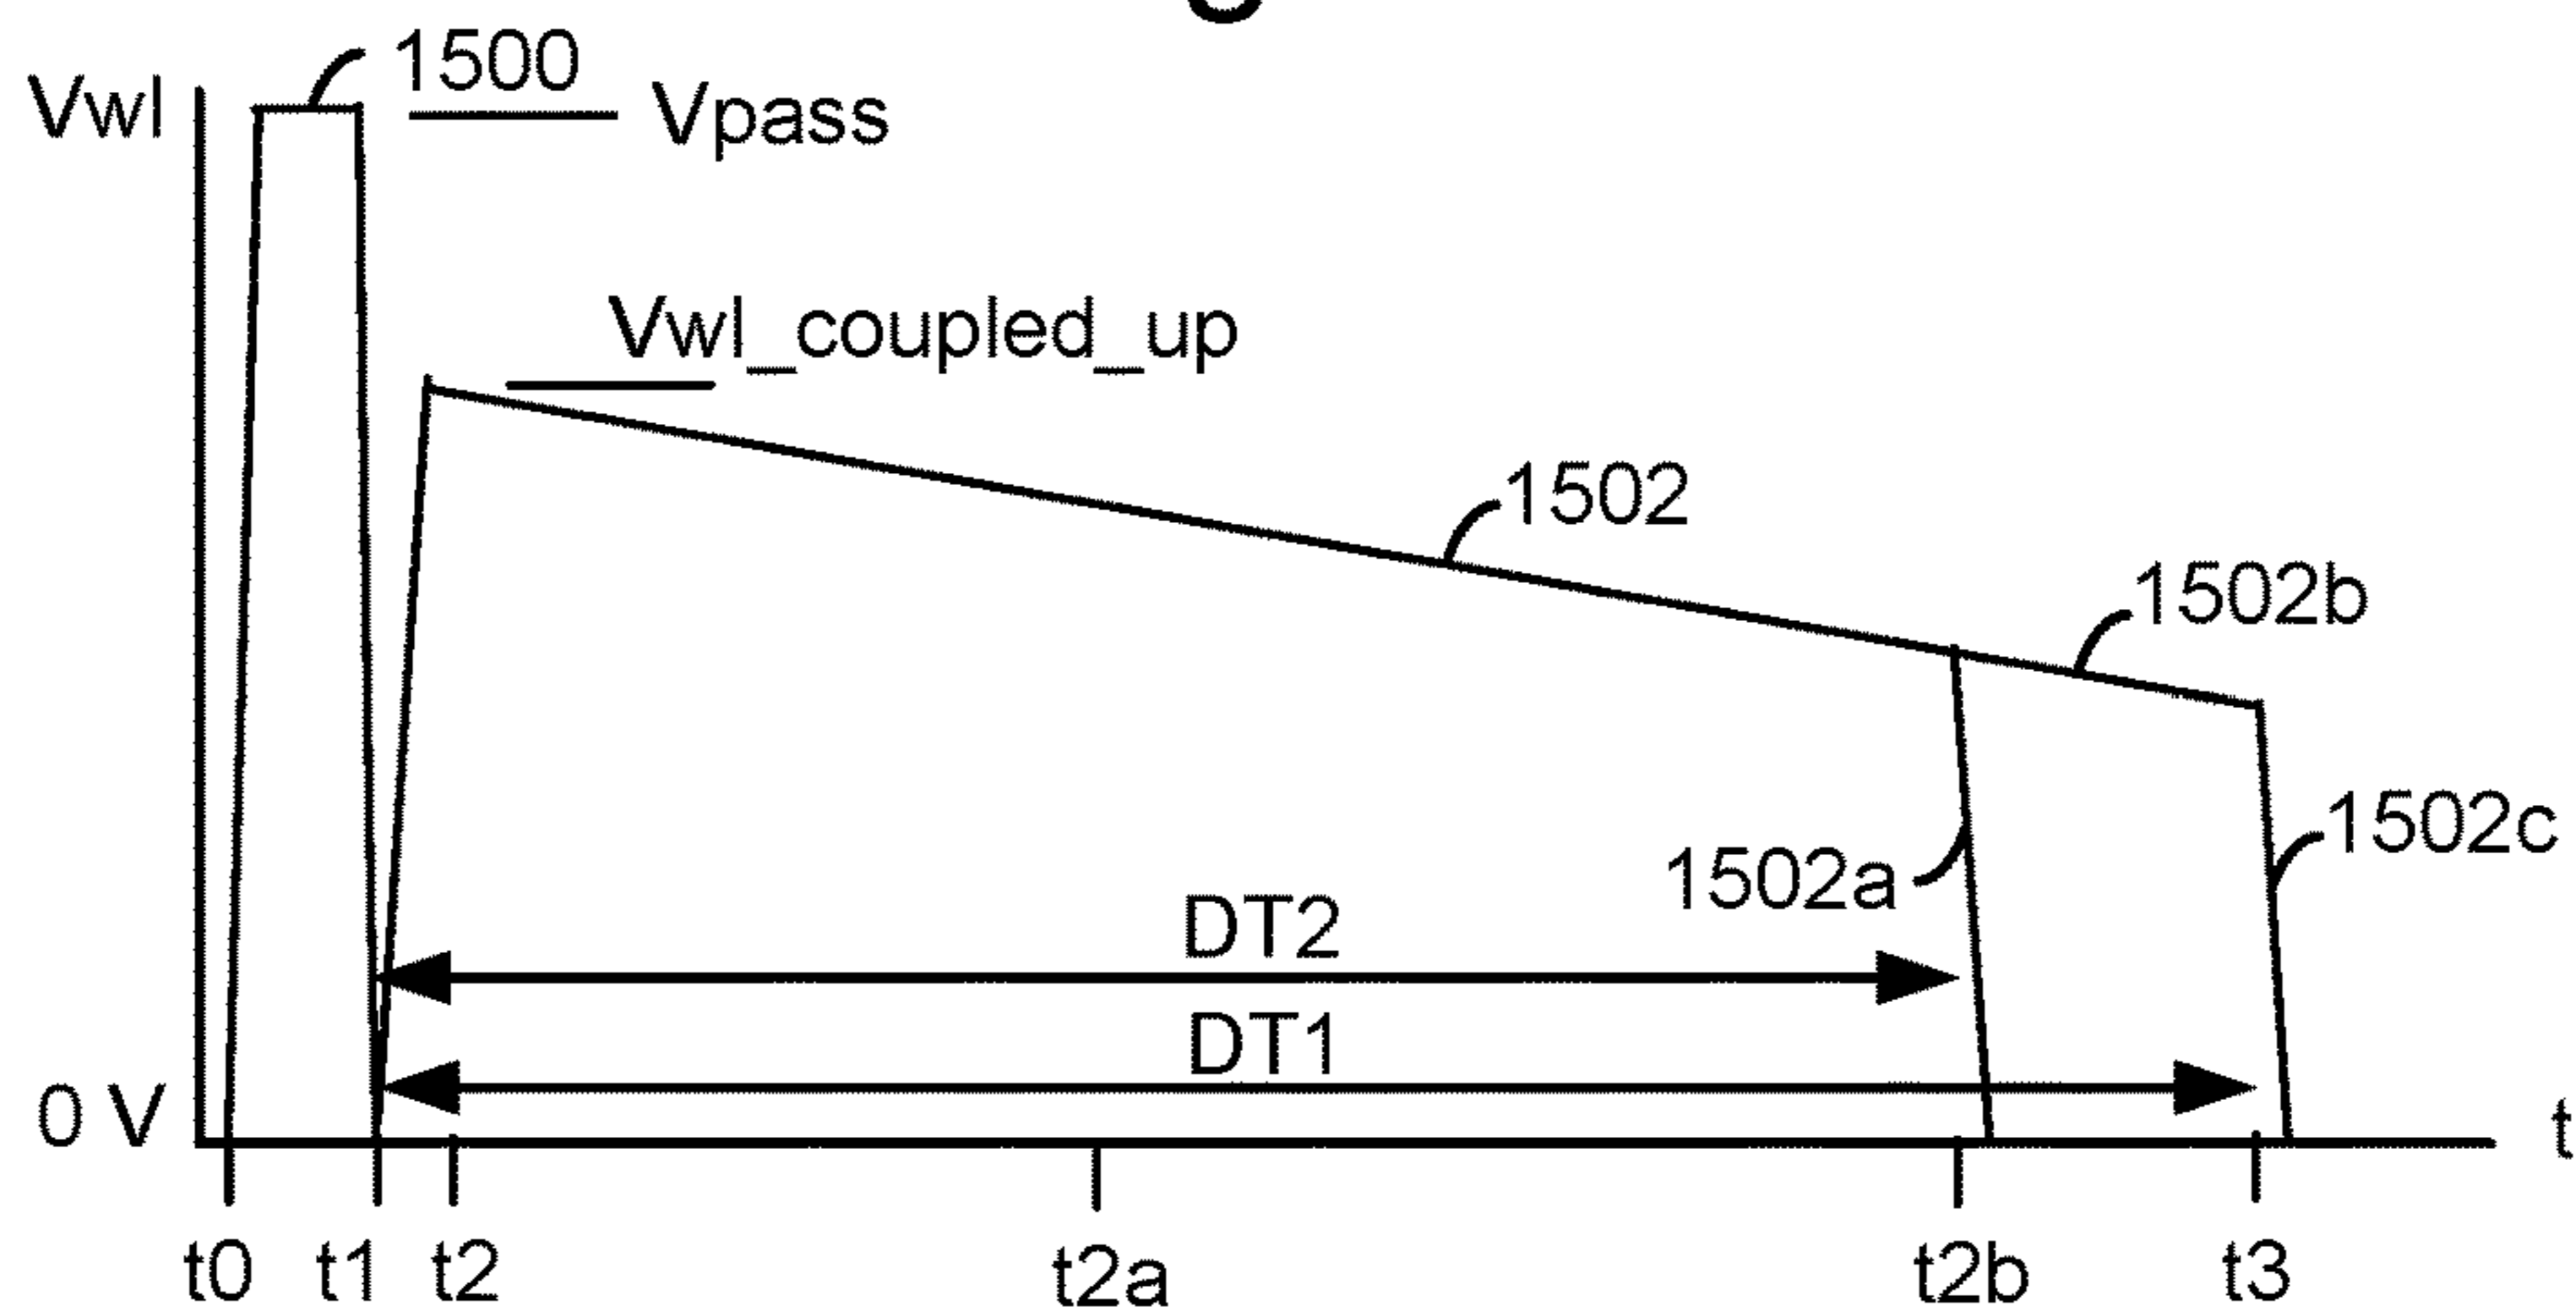 1500
Vwl
Vpass
Vwl_coupled_up
1502
1502b
1502c
1502a
DT2
DT1
0 V
t
t0 t1 t2 t2a t2b t3